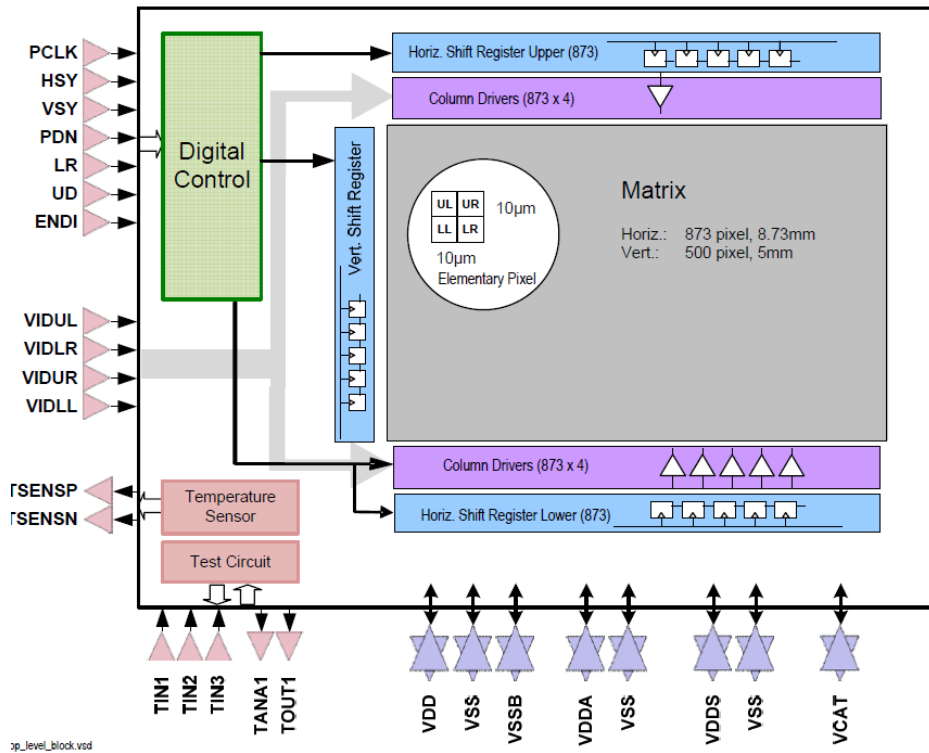 PCLK
HSY
VSY
PDN
LR
UD
ENDI
Digital
Control
Horiz. Shift Register Upper (873)
Column Drivers (873 x 4)
Vert. Shift Register
UL UR
LL LR
10µm
10µm
Elementary Pixel
Matrix
Horiz.: 873 pixel, 8.73mm
Vert.: 500 pixel, 5mm
VIDUL
VIDLR
VIDUR
VIDLL
Column Drivers (873 x 4)
Horiz. Shift Register Lower (873)
TSENSP
TSENSN
Temperature
Sensor
Test Circuit
TIN1
TIN2
TIN3
TANA1
TOUT1
VDD
VSS
VSSB
VDDA
VSS
VDDS
VSS
VCAT
op_level_block.vsd